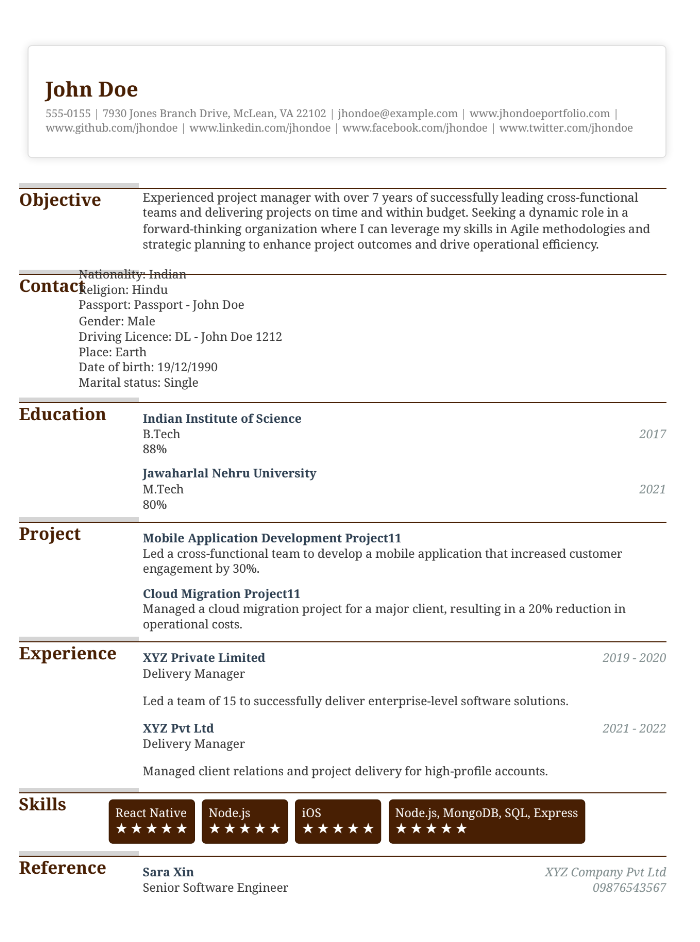 John Doe
555-0155 | 7930 Jones Branch Drive, McLean, VA 22102 | jhondoe@example.com | www.jhondoeportfolio.com |
www.github.com/jhondoe | www.linkedin.com/jhondoe | www.facebook.com/jhondoe | www.twitter.com/jhondoe
Objective
Experienced project manager with over 7 years of successfully leading cross-functional
teams and delivering projects on time and within budget. Seeking a dynamic role in a
forward-thinking organization where I can leverage my skills in Agile methodologies and
strategic planning to enhance project outcomes and drive operational efficiency.
Contact
Nationality: Indian
Religion: Hindu
Passport: Passport - John Doe
Gender: Male
Driving Licence: DL - John Doe 1212
Place: Earth
Date of birth: 19/12/1990
Marital status: Single
Education
Indian Institute of Science
B.Tech 2017
88%
Jawaharlal Nehru University
M.Tech 2021
80%
Project
Mobile Application Development Project11
Led a cross-functional team to develop a mobile application that increased customer
engagement by 30%.
Cloud Migration Project11
Managed a cloud migration project for a major client, resulting in a 20% reduction in
operational costs.
Experience
XYZ Private Limited 2019 - 2020
Delivery Manager
Led a team of 15 to successfully deliver enterprise-level software solutions.
XYZ Pvt Ltd 2021 - 2022
Delivery Manager
Managed client relations and project delivery for high-profile accounts.
Skills
React Native
★★★★★
Node.js
★★★★★
iOS
★★★★★
Node.js, MongoDB, SQL, Express
★★★★★
Reference
Sara Xin XYZ Company Pvt Ltd
Senior Software Engineer 09876543567